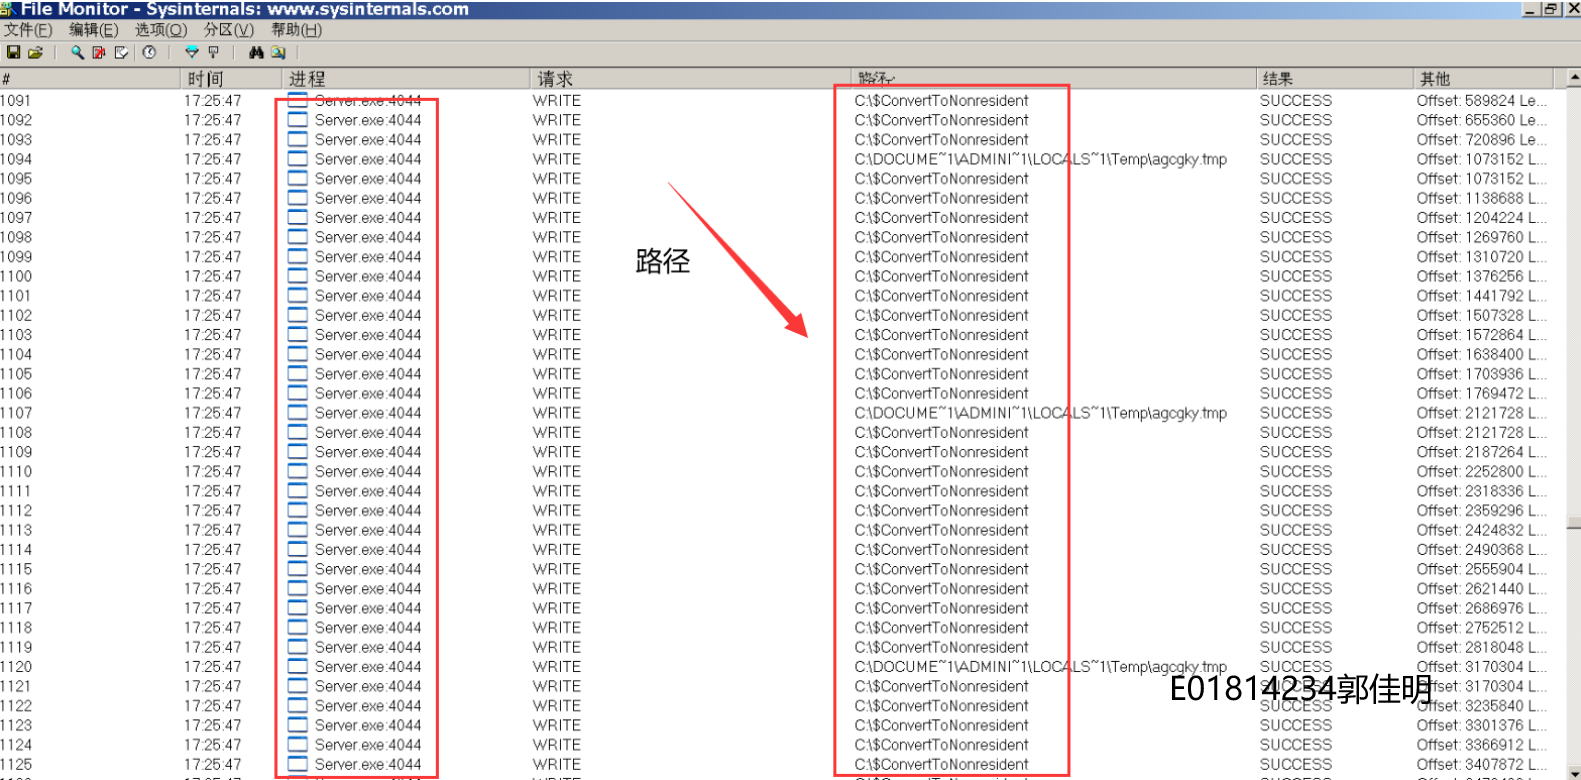 File Monitor - Sysinternals: www.sysinternals.com
文件(F) 编辑(E) 选项(O) 分区(V) 帮助(H)
# 时间 进程 请求 路径 结果 其他
1091 17:25:47 Server.exe:4044 WRITE C:\$ConvertToNonresident SUCCESS Offset: 589824 Le...
1092 17:25:47 Server.exe:4044 WRITE C:\$ConvertToNonresident SUCCESS Offset: 655360 Le...
1093 17:25:47 Server.exe:4044 WRITE C:\$ConvertToNonresident SUCCESS Offset: 720896 Le...
1094 17:25:47 Server.exe:4044 WRITE C:\DOCUME~1\ADMINI~1\LOCALS~1\Temp\agcgky.tmp SUCCESS Offset: 1073152 L...
1095 17:25:47 Server.exe:4044 WRITE C:\$ConvertToNonresident SUCCESS Offset: 1073152 L...
1096 17:25:47 Server.exe:4044 WRITE C:\$ConvertToNonresident SUCCESS Offset: 1138688 L...
1097 17:25:47 Server.exe:4044 WRITE C:\$ConvertToNonresident SUCCESS Offset: 1204224 L...
1098 17:25:47 Server.exe:4044 WRITE C:\$ConvertToNonresident SUCCESS Offset: 1269760 L...
1099 17:25:47 Server.exe:4044 WRITE C:\$ConvertToNonresident SUCCESS Offset: 1310720 L...
路径
1100 17:25:47 Server.exe:4044 WRITE C:\$ConvertToNonresident SUCCESS Offset: 1376256 L...
1101 17:25:47 Server.exe:4044 WRITE C:\$ConvertToNonresident SUCCESS Offset: 1441792 L...
1102 17:25:47 Server.exe:4044 WRITE C:\$ConvertToNonresident SUCCESS Offset: 1507328 L...
1103 17:25:47 Server.exe:4044 WRITE C:\$ConvertToNonresident SUCCESS Offset: 1572864 L...
1104 17:25:47 Server.exe:4044 WRITE C:\$ConvertToNonresident SUCCESS Offset: 1638400 L...
1105 17:25:47 Server.exe:4044 WRITE C:\$ConvertToNonresident SUCCESS Offset: 1703936 L...
1106 17:25:47 Server.exe:4044 WRITE C:\$ConvertToNonresident SUCCESS Offset: 1769472 L...
1107 17:25:47 Server.exe:4044 WRITE C:\DOCUME~1\ADMINI~1\LOCALS~1\Temp\agcgky.tmp SUCCESS Offset: 2121728 L...
1108 17:25:47 Server.exe:4044 WRITE C:\$ConvertToNonresident SUCCESS Offset: 2121728 L...
1109 17:25:47 Server.exe:4044 WRITE C:\$ConvertToNonresident SUCCESS Offset: 2187264 L...
1110 17:25:47 Server.exe:4044 WRITE C:\$ConvertToNonresident SUCCESS Offset: 2252800 L...
1111 17:25:47 Server.exe:4044 WRITE C:\$ConvertToNonresident SUCCESS Offset: 2318336 L...
1112 17:25:47 Server.exe:4044 WRITE C:\$ConvertToNonresident SUCCESS Offset: 2359296 L...
1113 17:25:47 Server.exe:4044 WRITE C:\$ConvertToNonresident SUCCESS Offset: 2424832 L...
1114 17:25:47 Server.exe:4044 WRITE C:\$ConvertToNonresident SUCCESS Offset: 2490368 L...
1115 17:25:47 Server.exe:4044 WRITE C:\$ConvertToNonresident SUCCESS Offset: 2555904 L...
1116 17:25:47 Server.exe:4044 WRITE C:\$ConvertToNonresident SUCCESS Offset: 2621440 L...
1117 17:25:47 Server.exe:4044 WRITE C:\$ConvertToNonresident SUCCESS Offset: 2686976 L...
1118 17:25:47 Server.exe:4044 WRITE C:\$ConvertToNonresident SUCCESS Offset: 2752512 L...
1119 17:25:47 Server.exe:4044 WRITE C:\$ConvertToNonresident SUCCESS Offset: 2818048 L...
1120 17:25:47 Server.exe:4044 WRITE C:\DOCUME~1\ADMINI~1\LOCALS~1\Temp\agcgky.tmp SUCCESS Offset: 3170304 L...
1121 17:25:47 Server.exe:4044 WRITE C:\$ConvertToNonresident SUCCESS Offset: 3170304 L...
E01814234郭佳明
1122 17:25:47 Server.exe:4044 WRITE C:\$ConvertToNonresident SUCCESS Offset: 3235840 L...
1123 17:25:47 Server.exe:4044 WRITE C:\$ConvertToNonresident SUCCESS Offset: 3301376 L...
1124 17:25:47 Server.exe:4044 WRITE C:\$ConvertToNonresident SUCCESS Offset: 3366912 L...
1125 17:25:47 Server.exe:4044 WRITE C:\$ConvertToNonresident SUCCESS Offset: 3407872 L...